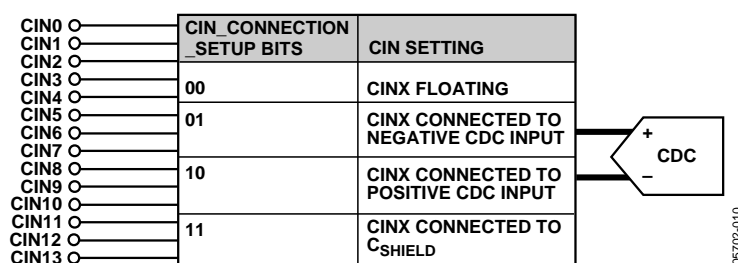 CIN0
CIN1
CIN2
CIN3
CIN4
CIN5
CIN6
CIN7
CIN8
CIN9
CIN10
CIN11
CIN12
CIN13
CIN_CONNECTION
_SETUP BITS
CIN SETTING
00
CINX FLOATING
01
CINX CONNECTED TO
NEGATIVE CDC INPUT
10
CINX CONNECTED TO
POSITIVE CDC INPUT
11
CINX CONNECTED TO
CSHIELD
+
CDC
–
05702-010